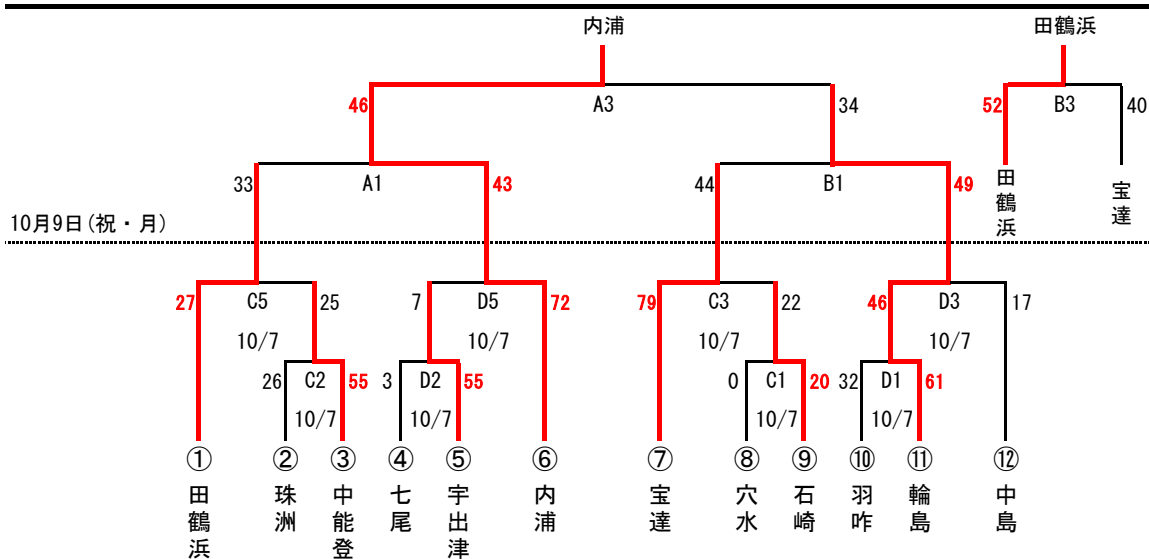 内浦 田鶴浜
46 A3 34 52 B3 40
33 A1 43 44 B1 49 田鶴浜 宝達
10月9日(祝・月)
27 C5 25 7 D5 72 79 C3 22 46 D3 17
10/7 10/7 10/7 10/7
26 C2 55 3 D2 55 0 C1 20 32 D1 61
10/7 10/7 10/7 10/7
① ② ③ ④ ⑤ ⑥ ⑦ ⑧ ⑨ ⑩ ⑪ ⑫
田鶴浜 珠洲 中能登 七尾 宇出津 内浦 宝達 穴水 石崎 羽咋 輪島 中島